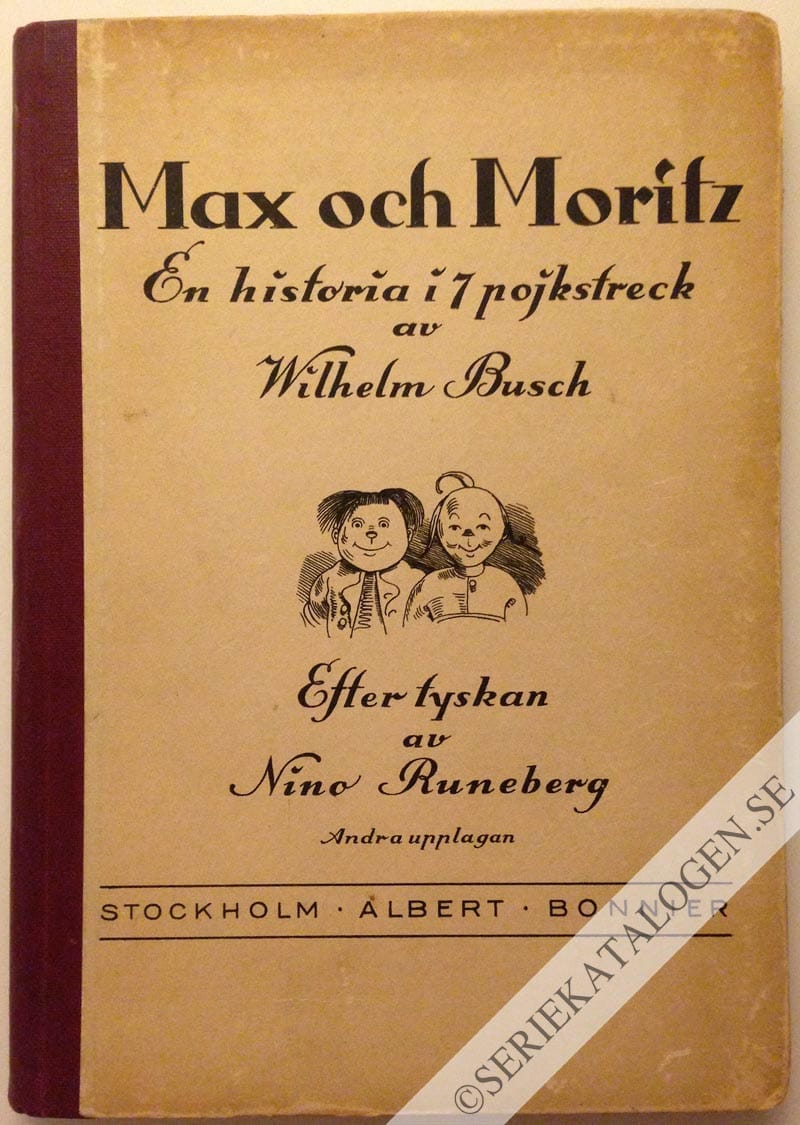 Max och Moritz
En historia i 7 pojkstreck
av
Wilhelm Busch
Efter tyskan
av
Nino Runeberg
Andra upplagan
STOCKHOLM · ALBERT · BONNIER
©SERIEKATALOGEN.SE